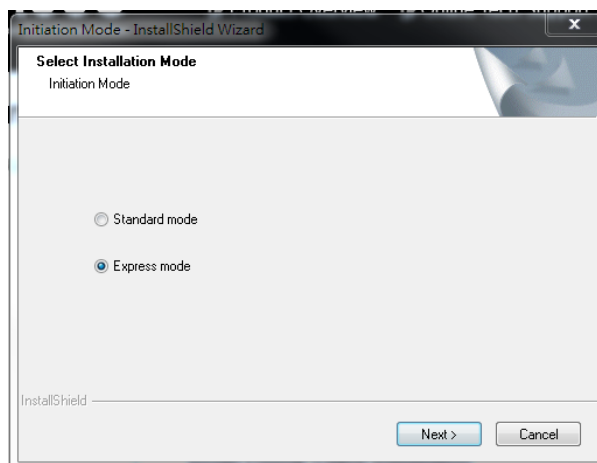 Initiation Mode - InstallShield Wizard
Select Installation Mode
Initiation Mode
Standard mode
Express mode
InstallShield
Next >
Cancel